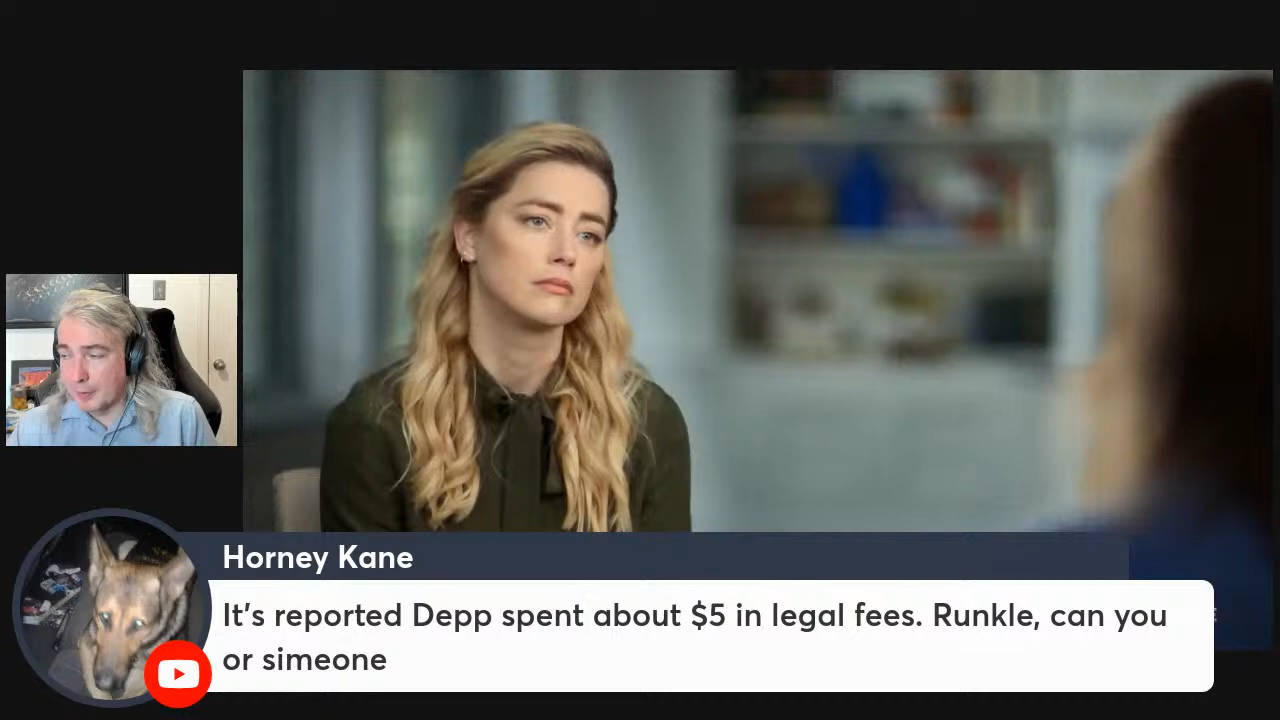 Horney Kane
It's reported Depp spent about $5 in legal fees. Runkle, can you
or simeone